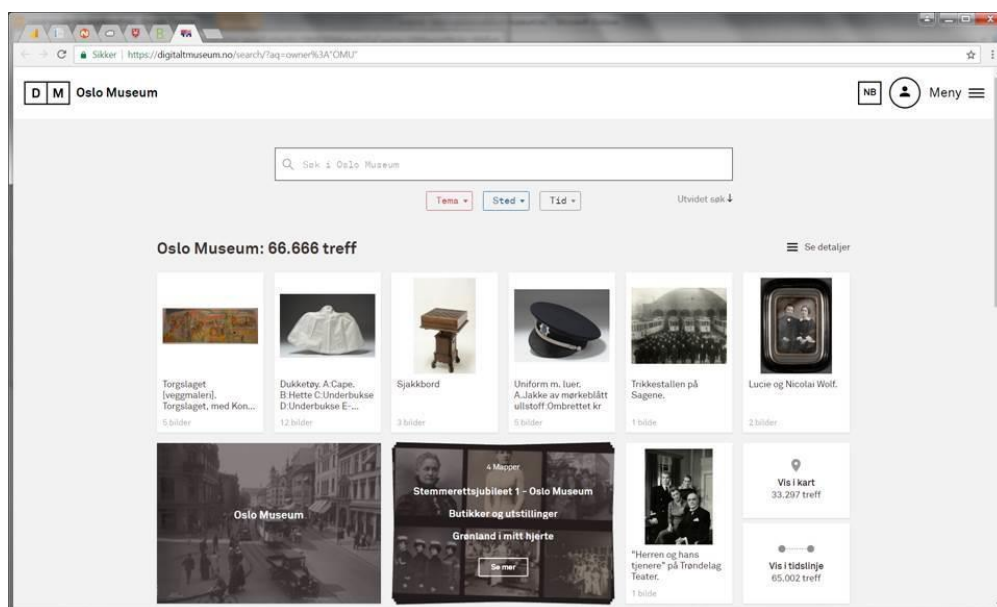 Sikker | https://digitaltmuseum.no/search/?aq=owner%3A"OMU"
D M Oslo Museum
NB
Meny
Søk i Oslo Museum
Tema
Sted
Tid
Utvidet søk
Oslo Museum: 66.666 treff
Se detaljer
Torgslaget
[veggmaleri].
Torgslaget, med Kon...
5 bilder
Dukketøy. A:Cape.
B:Hette C:Underbukse
D:Underbukse E-...
12 bilder
Sjakkbord
3 bilder
Uniform m. luer.
A.Jakke av mørkeblått
ullstoff.Ombrettet kr
5 bilder
Trikkestallen på
Sagene.
1 bilde
Lucie og Nicolai Wolf.
2 bilder
Oslo Museum
4 Mapper
Stemmerettsjubileet 1 - Oslo Museum
Butikker og utstillinger
Grønland i mitt hjerte
Se mer
"Herren og hans
tjenere" på Trøndelag
Teater.
1 bilde
Vis i kart
33.297 treff
Vis i tidslinje
65.002 treff